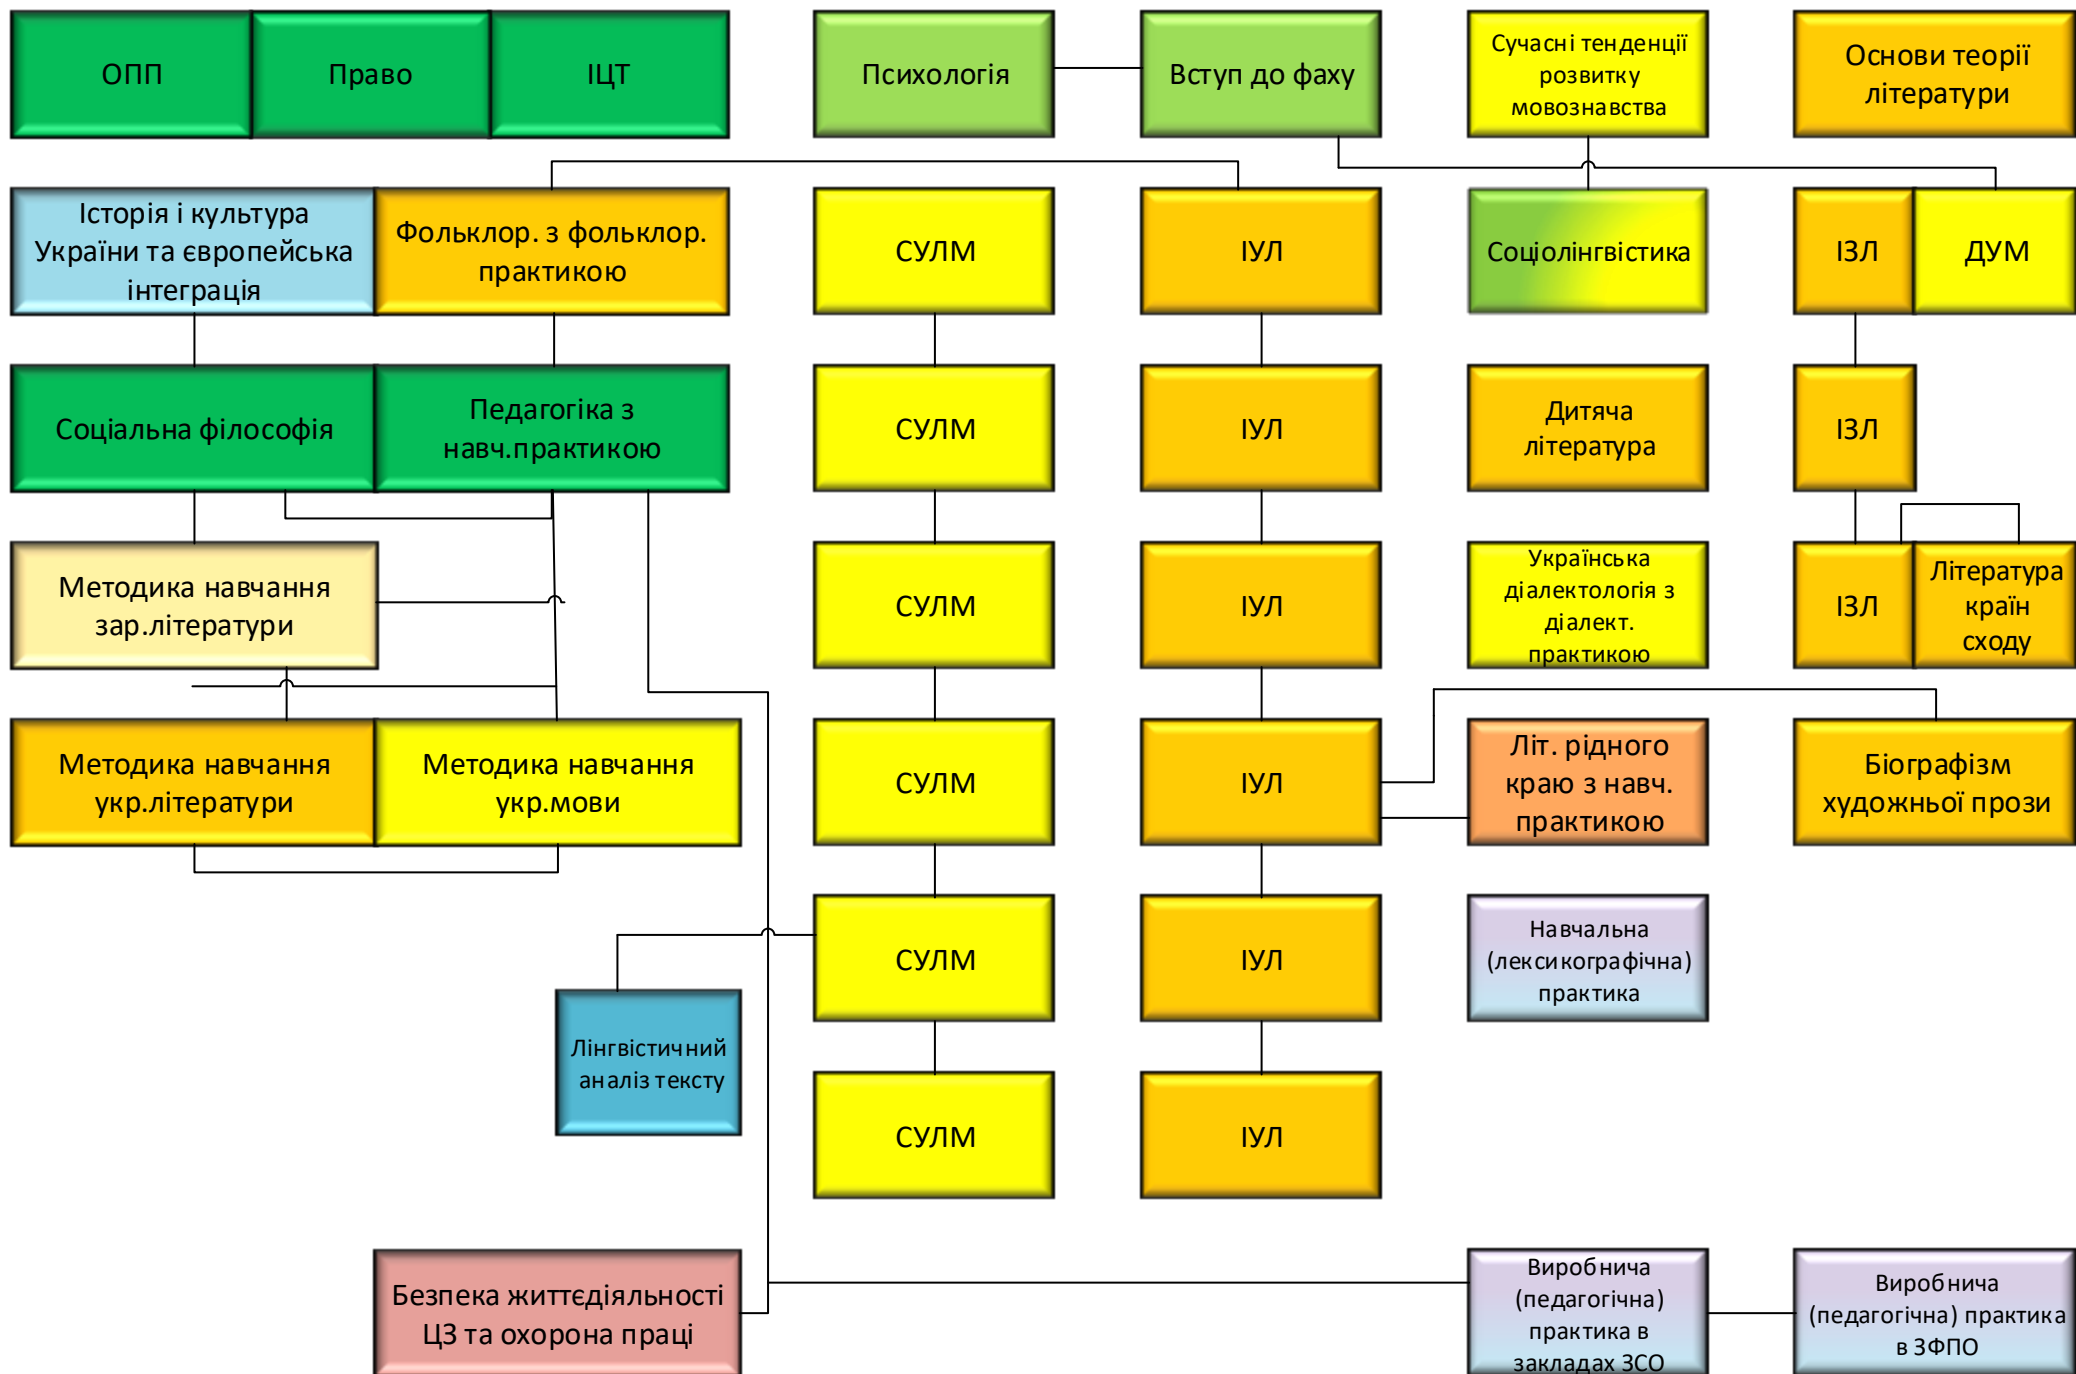 ОПП
Право
ІЦТ
Психологія
Вступ до фаху
Сучасні тенденції
розвитку
мовознавства
Основи теорії
літератури
Історія і культура
України та європейська
інтеграція
Фольклор. з фольклор.
практикою
СУЛМ
ІУЛ
Соціолінгвістика
ІЗЛ
ДУМ
Соціальна філософія
Педагогіка з
навч.практикою
СУЛМ
ІУЛ
Дитяча
література
ІЗЛ
Методика навчання
зар.літератури
СУЛМ
ІУЛ
Українська
діалектологія з
діалект.
практикою
ІЗЛ
Література
країн
сходу
Методика навчання
укр.літератури
Методика навчання
укр.мови
СУЛМ
ІУЛ
Літ. рідного
краю з навч.
практикою
Біографізм
художньої прози
СУЛМ
ІУЛ
Навчальна
(лексикографічна)
практика
Лінгвістичний
аналіз тексту
СУЛМ
ІУЛ
Безпека життєдіяльності
ЦЗ та охорона праці
Виробнича
(педагогічна)
практика в
закладах ЗСО
Виробнича
(педагогічна) практика
в ЗФПО